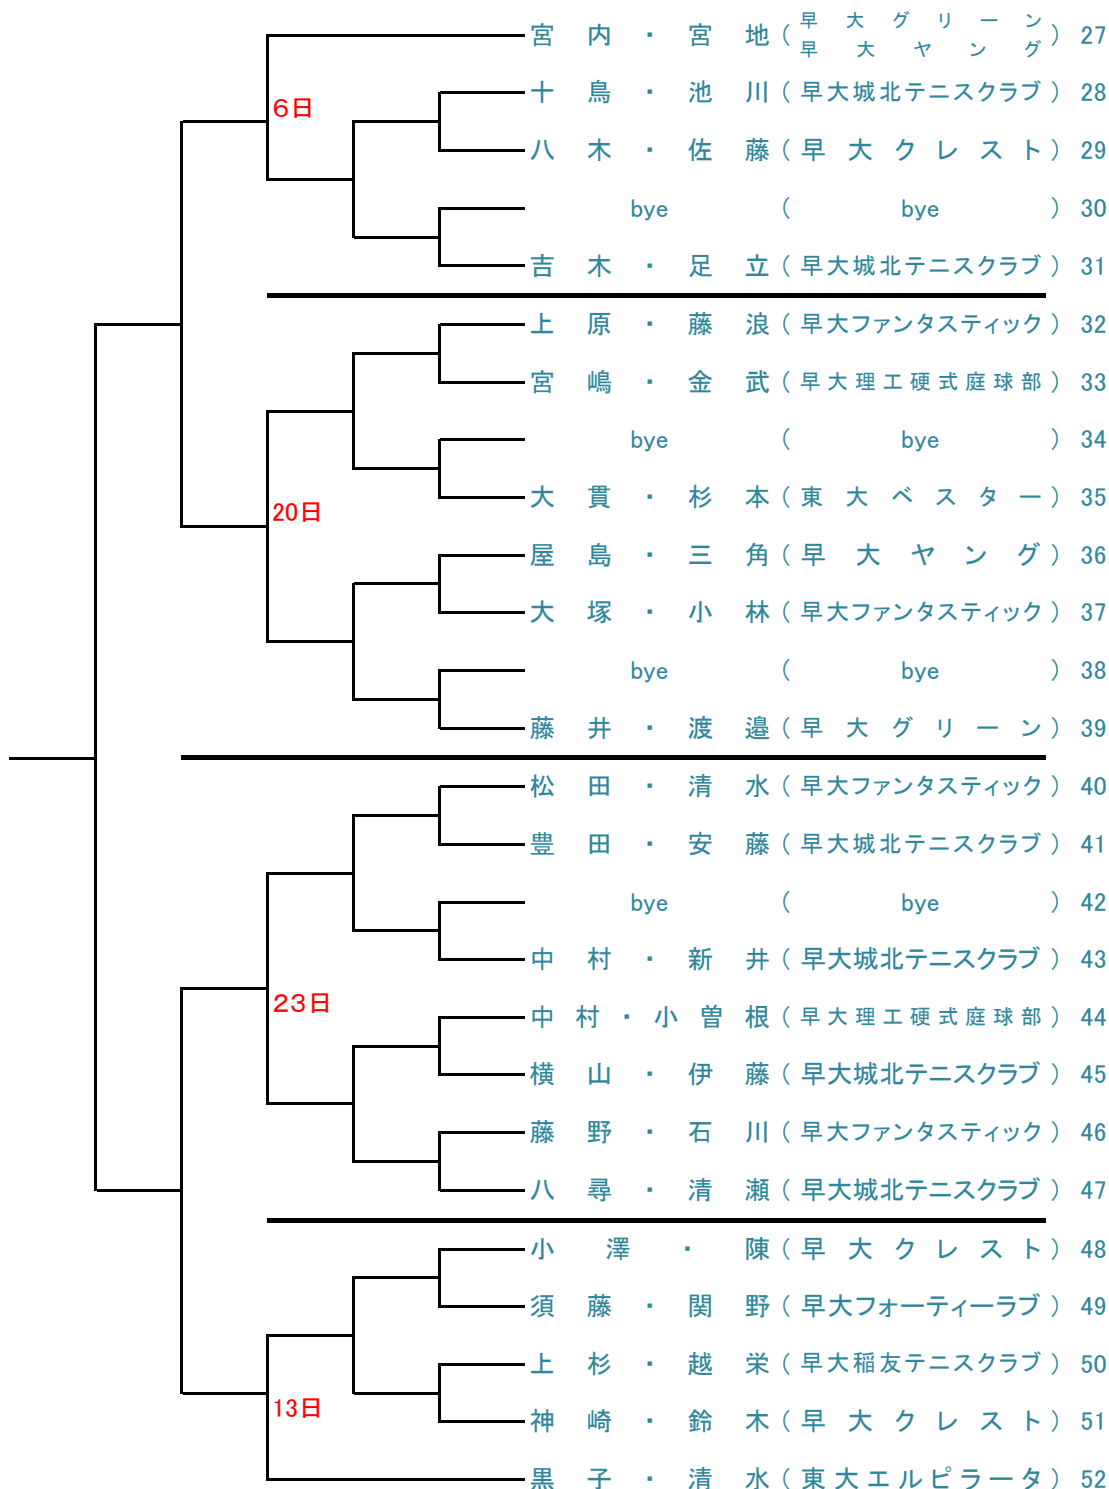 宮内・宮地(早大グリーン 早大ヤング) 27
十鳥・池川(早大城北テニスクラブ) 28
6日
八木・佐藤(早大クレスト) 29
bye ( bye ) 30
吉木・足立(早大城北テニスクラブ) 31
上原・藤浪(早大ファンタスティック) 32
宮嶋・金武(早大理工硬式庭球部) 33
bye ( bye ) 34
大貫・杉本(東大ベスター) 35
20日
屋島・三角(早大ヤング) 36
大塚・小林(早大ファンタスティック) 37
bye ( bye ) 38
藤井・渡邉(早大グリーン) 39
松田・清水(早大ファンタスティック) 40
豊田・安藤(早大城北テニスクラブ) 41
bye ( bye ) 42
中村・新井(早大城北テニスクラブ) 43
23日
中村・小曽根(早大理工硬式庭球部) 44
横山・伊藤(早大城北テニスクラブ) 45
藤野・石川(早大ファンタスティック) 46
八尋・清瀬(早大城北テニスクラブ) 47
小澤・陳(早大クレスト) 48
須藤・関野(早大フォーティーラブ) 49
上杉・越栄(早大稲友テニスクラブ) 50
13日
神崎・鈴木(早大クレスト) 51
黒子・清水(東大エルピラータ) 52